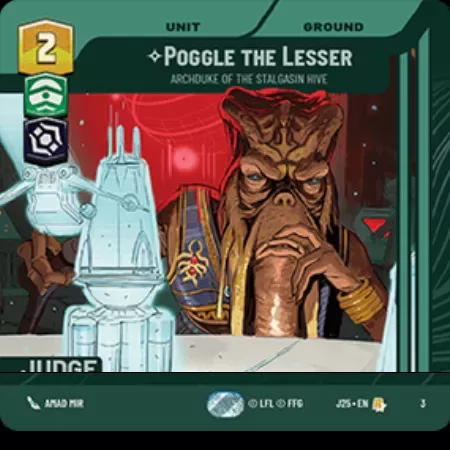 UNIT GROUND
2
✧POGGLE THE LESSER
ARCHDUKE OF THE STALGASIN HIVE
JUDGE
AMAD MIR © LFL © FFG J25•EN 3